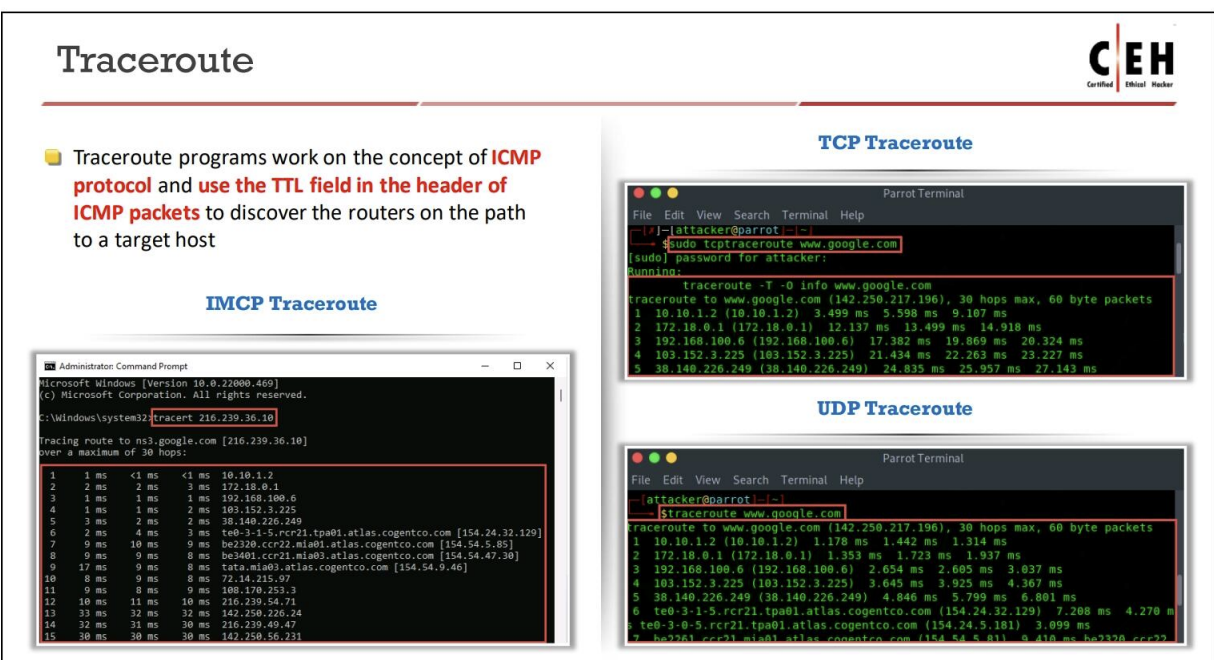 Traceroute
C|EH
Certified Ethical Hacker
Traceroute programs work on the concept of ICMP
protocol and use the TTL field in the header of
ICMP packets to discover the routers on the path
to a target host
IMCP Traceroute
Administrator: Command Prompt
Microsoft Windows [Version 10.0.22000.469]
(c) Microsoft Corporation. All rights reserved.
C:\Windows\system32>tracert 216.239.36.10
Tracing route to ns3.google.com [216.239.36.10]
over a maximum of 30 hops:
1 1 ms <1 ms <1 ms 10.10.1.2
2 2 ms 2 ms 3 ms 172.18.0.1
3 1 ms 1 ms 1 ms 192.168.100.6
4 1 ms 1 ms 2 ms 103.152.3.225
5 3 ms 2 ms 2 ms 38.140.226.249
6 2 ms 4 ms 3 ms te0-3-1-5.rcr21.tpa01.atlas.cogentco.com [154.24.32.129]
7 9 ms 10 ms 9 ms be2320.ccr22.mia01.atlas.cogentco.com [154.54.5.85]
8 9 ms 9 ms 8 ms be3401.ccr21.mia03.atlas.cogentco.com [154.54.47.30]
9 17 ms 9 ms 8 ms tata.mia03.atlas.cogentco.com [154.54.9.46]
10 8 ms 9 ms 8 ms 72.14.215.97
11 9 ms 8 ms 9 ms 108.170.253.3
12 10 ms 11 ms 10 ms 216.239.54.71
13 33 ms 32 ms 32 ms 142.250.226.24
14 32 ms 31 ms 30 ms 216.239.49.47
15 30 ms 30 ms 30 ms 142.250.56.231
TCP Traceroute
Parrot Terminal
File Edit View Search Terminal Help
[✗]-[attacker@parrot]-[~]
$sudo tcptraceroute www.google.com
[sudo] password for attacker:
Running:
traceroute -T -O info www.google.com
traceroute to www.google.com (142.250.217.196), 30 hops max, 60 byte packets
1 10.10.1.2 (10.10.1.2) 3.499 ms 5.598 ms 9.107 ms
2 172.18.0.1 (172.18.0.1) 12.137 ms 13.499 ms 14.918 ms
3 192.168.100.6 (192.168.100.6) 17.382 ms 19.869 ms 20.324 ms
4 103.152.3.225 (103.152.3.225) 21.434 ms 22.263 ms 23.227 ms
5 38.140.226.249 (38.140.226.249) 24.835 ms 25.957 ms 27.143 ms
UDP Traceroute
Parrot Terminal
File Edit View Search Terminal Help
[attacker@parrot]-[~]
$traceroute www.google.com
traceroute to www.google.com (142.250.217.196), 30 hops max, 60 byte packets
1 10.10.1.2 (10.10.1.2) 1.178 ms 1.442 ms 1.314 ms
2 172.18.0.1 (172.18.0.1) 1.353 ms 1.723 ms 1.937 ms
3 192.168.100.6 (192.168.100.6) 2.654 ms 2.605 ms 3.037 ms
4 103.152.3.225 (103.152.3.225) 3.645 ms 3.925 ms 4.367 ms
5 38.140.226.249 (38.140.226.249) 4.846 ms 5.799 ms 6.801 ms
6 te0-3-1-5.rcr21.tpa01.atlas.cogentco.com (154.24.32.129) 7.208 ms 4.270 m
s te0-3-0-5.rcr21.tpa01.atlas.cogentco.com (154.24.5.181) 3.099 ms
7 be2261.ccr21.mia01.atlas.cogentco.com (154.54.5.81) 9.410 ms be2320.ccr22